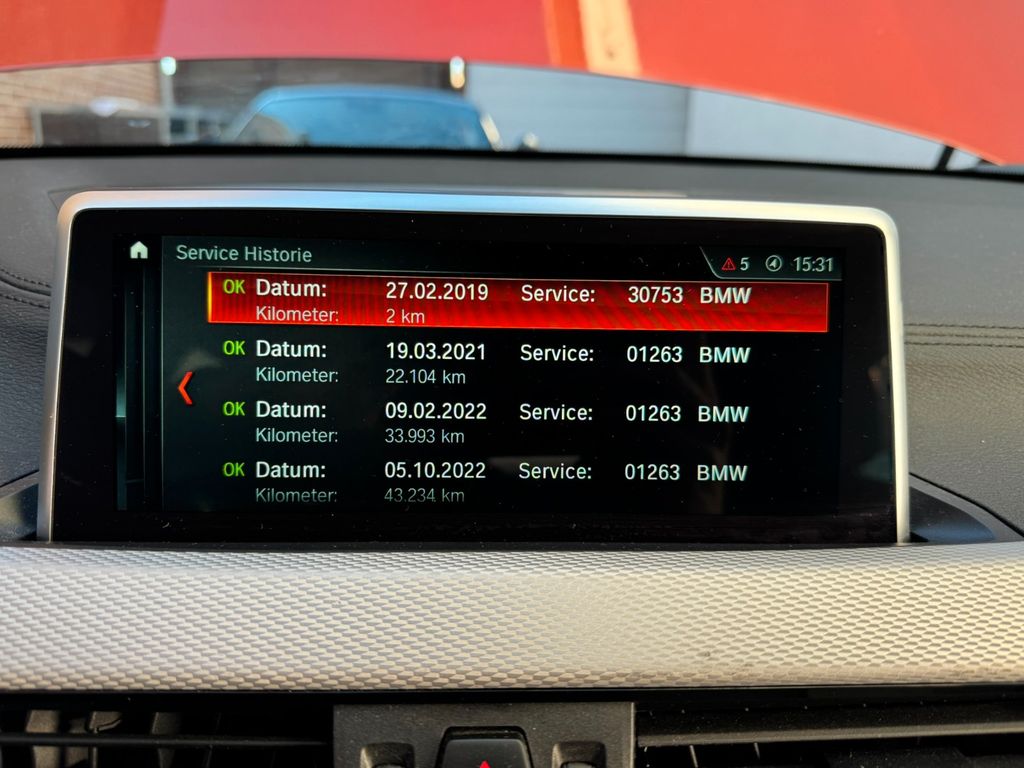 Service Historie
5 15:31
OK Datum: 27.02.2019 Service: 30753 BMW
Kilometer: 2 km
OK Datum: 19.03.2021 Service: 01263 BMW
Kilometer: 22.104 km
OK Datum: 09.02.2022 Service: 01263 BMW
Kilometer: 33.993 km
OK Datum: 05.10.2022 Service: 01263 BMW
Kilometer: 43.234 km